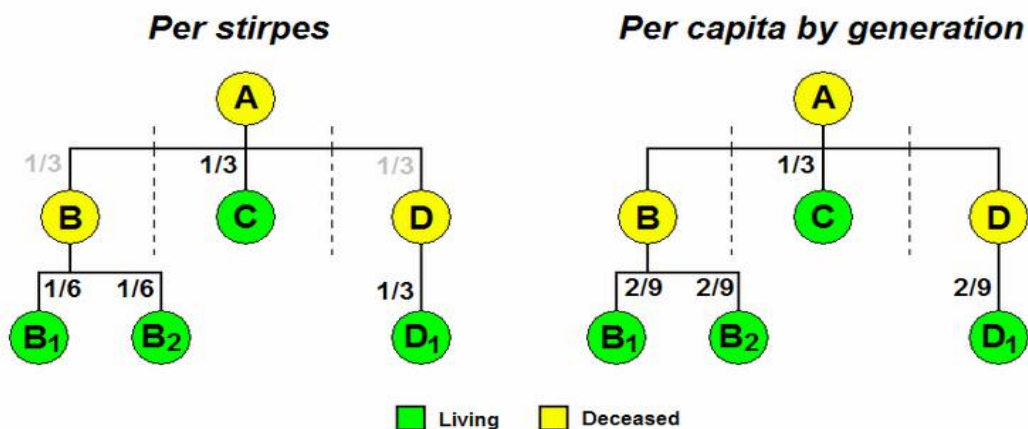 Per stirpes
Per capita by generation
A
A
1/3
1/3
1/3
1/3
B
C
D
B
C
D
1/6
1/6
1/3
2/9
2/9
2/9
B1
B2
D1
B1
B2
D1
Living
Deceased